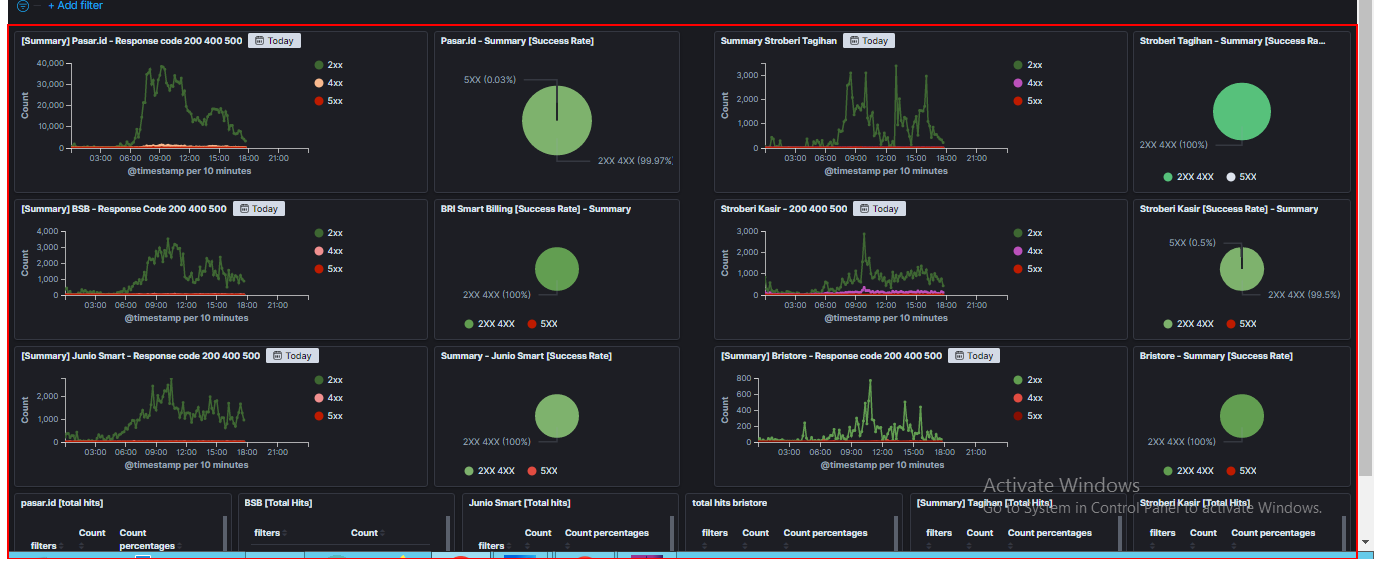 + Add filter
[Summary] Pasar.id - Response code 200 400 500 Today
40,000
30,000
20,000
10,000
0
Count
03:00 06:00 09:00 12:00 15:00 18:00 21:00
@timestamp per 10 minutes
2xx
4xx
5xx
Pasar.id - Summary [Success Rate]
5XX (0.03%)
2XX 4XX (99.97%)
Summary Stroberi Tagihan Today
3,000
2,000
1,000
0
Count
03:00 06:00 09:00 12:00 15:00 18:00 21:00
@timestamp per 10 minutes
2xx
4xx
5xx
Stroberi Tagihan - Summary [Success Ra...
2XX 4XX (100%)
2XX 4XX 5XX
[Summary] BSB - Response Code 200 400 500 Today
4,000
3,000
2,000
1,000
0
Count
03:00 06:00 09:00 12:00 15:00 18:00 21:00
@timestamp per 10 minutes
2xx
4xx
5xx
BRI Smart Billing [Success Rate] - Summary
2XX 4XX (100%)
2XX 4XX 5XX
Stroberi Kasir - 200 400 500 Today
3,000
2,000
1,000
0
Count
03:00 06:00 09:00 12:00 15:00 18:00 21:00
@timestamp per 10 minutes
2xx
4xx
5xx
Stroberi Kasir [Success Rate] - Summary
5XX (0.5%)
2XX 4XX (99.5%)
2XX 4XX 5XX
[Summary] Junio Smart - Response code 200 400 500 Today
2,000
1,000
0
Count
03:00 06:00 09:00 12:00 15:00 18:00 21:00
@timestamp per 10 minutes
2xx
4xx
5xx
Summary - Junio Smart [Success Rate]
2XX 4XX (100%)
2XX 4XX 5XX
[Summary] Bristore - Response code 200 400 500 Today
800
600
400
200
0
Count
03:00 06:00 09:00 12:00 15:00 18:00 21:00
@timestamp per 10 minutes
2xx
4xx
5xx
Bristore - Summary [Success Rate]
2XX 4XX (100%)
2XX 4XX 5XX
Activate Windows
Go to System in Control Panel to activate Windows.
pasar.id [total hits]
filters Count Count percentages
BSB [Total Hits]
filters Count
Junio Smart [Total hits]
filters Count Count percentages
total hits bristore
filters Count Count percentages
[Summary] Tagihan [Total Hits]
filters Count Count percentages
Stroberi Kasir [Total Hits]
filters Count Count percentages